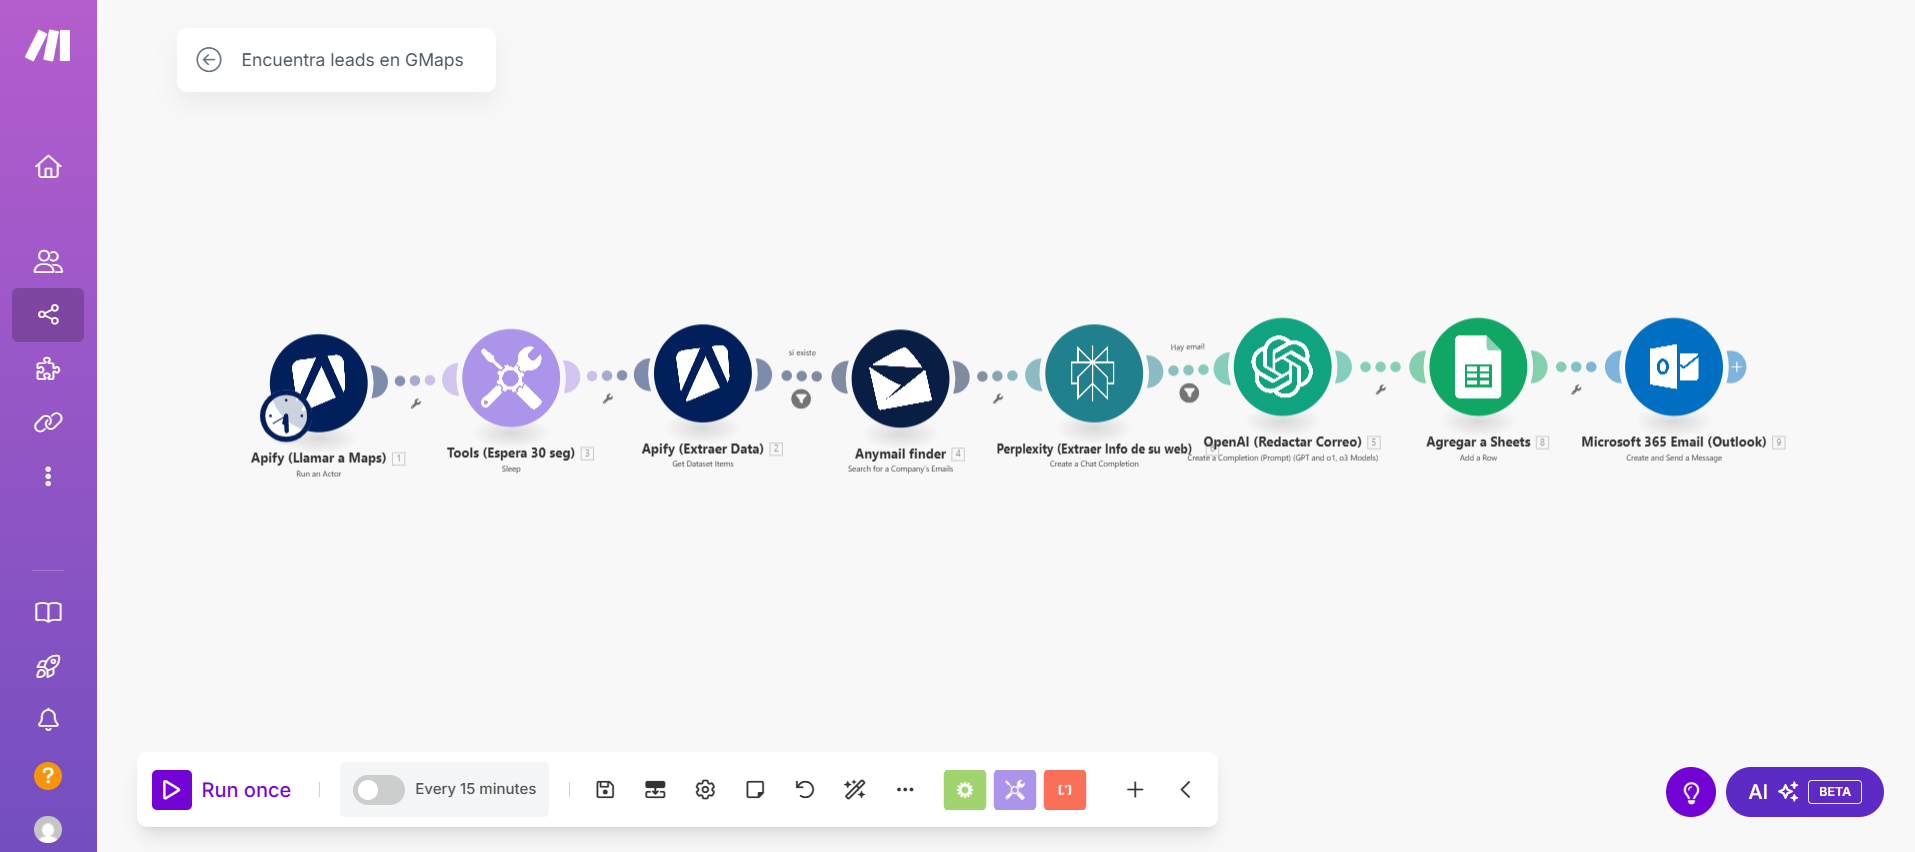 Encuentra leads en GMaps
si existe
Hay email
Apify (Llamar a Maps) 1
Run an Actor
Tools (Espera 30 seg) 3
Sleep
Apify (Extraer Data) 2
Get Dataset Items
Anymail finder 4
Search for a Company's Emails
Perplexity (Extraer Info de su web)
Create a Chat Completion
OpenAI (Redactar Correo) 5
Create a Completion (Prompt) (GPT and o1, o3 Models)
Agregar a Sheets 8
Add a Row
Microsoft 365 Email (Outlook) 9
Create and Send a Message
Run once
Every 15 minutes
AI BETA